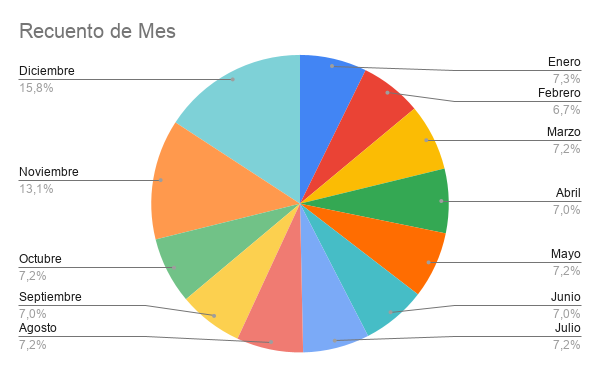 Recuento de Mes
Enero
7,3%
Febrero
6,7%
Marzo
7,2%
Abril
7,0%
Mayo
7,2%
Junio
7,0%
Julio
7,2%
Agosto
7,2%
Septiembre
7,0%
Octubre
7,2%
Noviembre
13,1%
Diciembre
15,8%